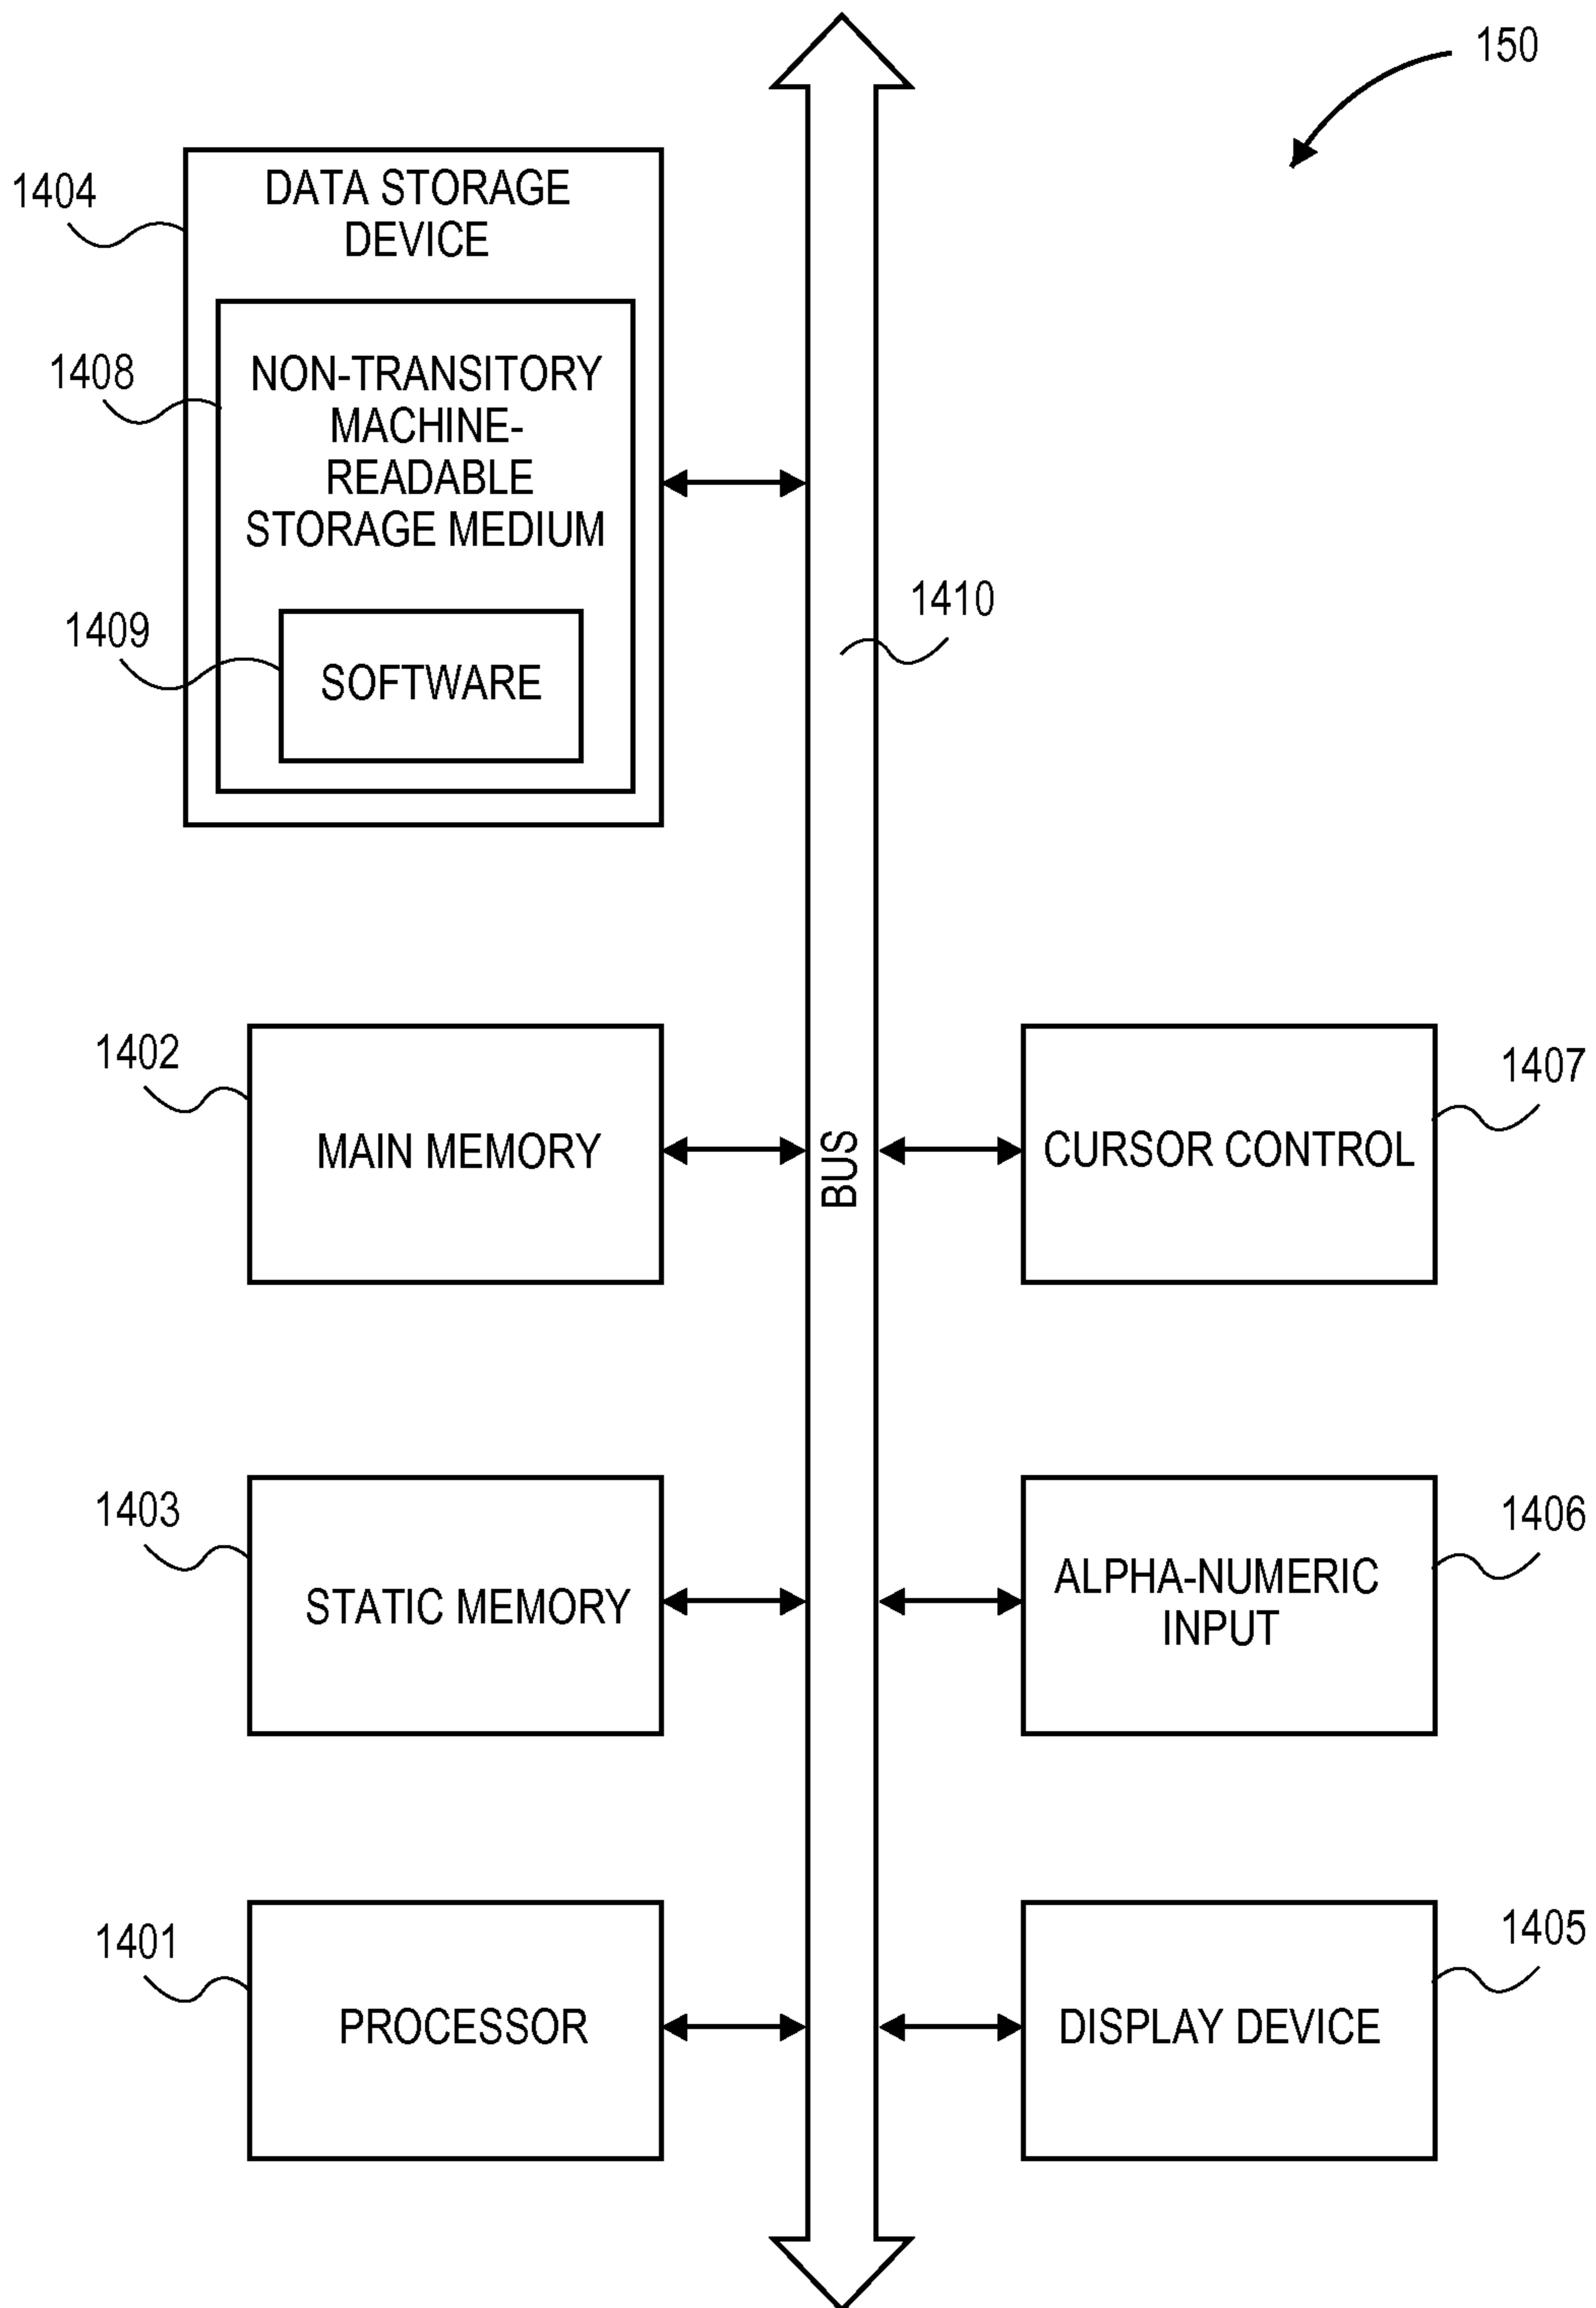 150
1404
DATA STORAGE
DEVICE
1408
NON-TRANSITORY
MACHINE-
READABLE
STORAGE MEDIUM
1409
SOFTWARE
1410
1402
MAIN MEMORY
BUS
1407
CURSOR CONTROL
1403
STATIC MEMORY
1406
ALPHA-NUMERIC
INPUT
1401
PROCESSOR
1405
DISPLAY DEVICE